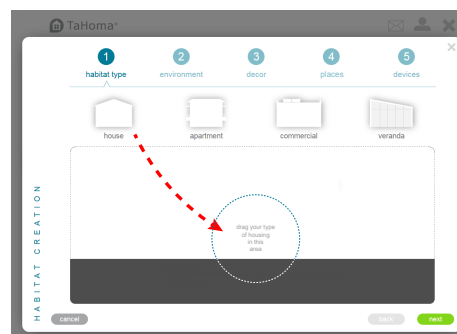 TaHoma®
1 2 3 4 5
habitat type environment decor places devices
house apartment commercial veranda
drag your type
of housing
in this
area
HABITAT CREATION
cancel back next